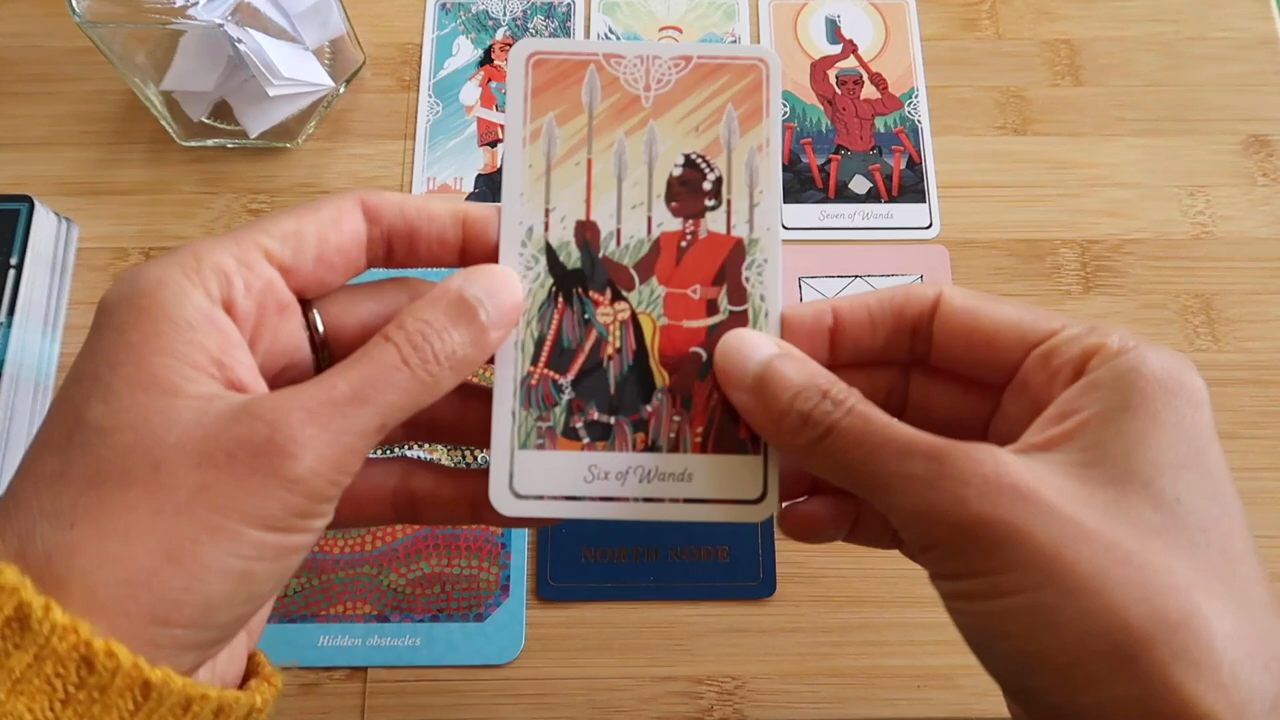 Seven of Wands
Six of Wands
NORTH NODE
Hidden obstacles